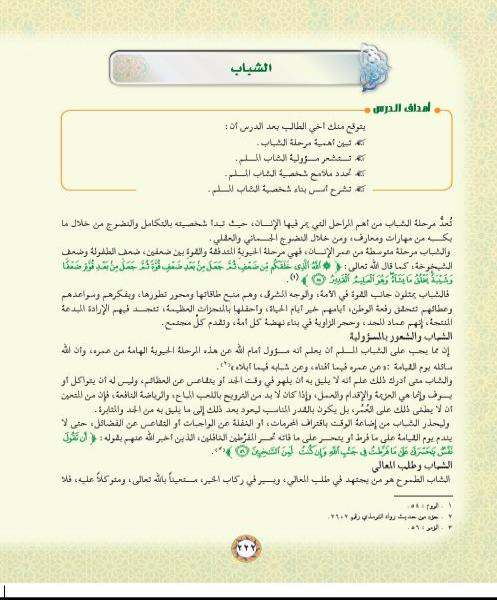 الشباب
أهداف الدرس
يتوقع منك أخي الطالب بعد الدرس أن :
تبين أهمية مرحلة الشباب .
تستشعر مسؤولية الشاب المسلم .
تحدد ملامح شخصية الشاب المسلم .
تشرح أسس بناء شخصية الشاب المسلم .
تُعدُّ مرحلة الشباب من أهم المراحل التي يمر فيها الإنسان، حيث تبدأ شخصيته بالتكامل والنضوج من خلال ما
يكسبه من مهارات ومعارف، ومن خلال النضوج الجسماني والعقلي .
والشباب مرحلة متوسطة من عمر الإنسان، فهي مرحلة الحيوية المتدفقة والقوة بين ضعفين، ضعف الطفولة وضعف
الشيخوخة، كما قال الله تعالى: ﴿ ۞ اللَّهُ الَّذِي خَلَقَكُم مِّن ضَعْفٍ ثُمَّ جَعَلَ مِنْ بَعْدِ ضَعْفٍ قُوَّةً ثُمَّ جَعَلَ مِنْ بَعْدِ قُوَّةٍ ضَعْفًا
وَشَيْبَةً يَخْلُقُ مَا يَشَاءُ وَهُوَ الْعَلِيمُ الْقَدِيرُ ﴾(١).
فالشباب يمثلون جانب القوة في الأمة، والوجه المشرق، وهم منبع طاقاتها ومحور تطورها، وبفكرهم وسواعدهم
وعطائهم تتحقق رفعة الوطن، أيامهم خير أيام الحياة، وأحفلها بالمنجزات العظيمة، تتجسد فيهم الإرادة المبدعة
المنتجة، إنهم عماد المجد، وحجر الزاوية في بناء نهضة كل أمة، وتقدم كلّ مجتمع.
الشباب والشعور بالمسؤولية
إن مما يجب على الشباب المسلم أن يعلم أنه مسؤول أمام الله عن هذه المرحلة الحيوية الهامة من عمره، وأن الله
سائله يوم القيامة :«عن عمره فيما أفناه، وعن شبابه فيما أبلاه»(٢).
والشاب متى أدرك ذلك علم أنه لا يليق به أن يلهو في وقت الجد أو يتقاعس عن العظائم، وليس له أن يتواكل أو
يسوف وإنما هي العزيمة والإقدام والعمل، وإذا كان لا بد من الترويح باللعب المباح، والرياضة النافعة، فإن من المتعين
أن لا يطغى ذلك على العُمُر، بل يكون بالقدر المناسب ليعود بعد ذلك إلى ما يليق به من الجد والمثابرة.
وليحذر الشباب من إضاعة الوقت باقتراف المحرمات، أو الغفلة عن الواجبات أو التقاعس عن الفضائل، حتى لا
يندم يوم القيامة على ما فرط أو يتحسر على ما فاته تحسر المفرِّطين الغافلين، الذين أخبر الله عنهم بقوله: ﴿ أَن تَقُولَ
نَفْسٌ يَاحَسْرَتَى عَلَى مَا فَرَّطتُ فِي جَنبِ اللَّهِ وَإِن كُنتُ لَمِنَ السَّاخِرِينَ ﴾(٣).
الشباب وطلب المعالي
الشاب الطموح هو من يجتهد في طلب المعالي، ويسير في ركاب الخير، مستعيناً بالله تعالى، ومتوكلاً عليه، فلا
١ . الروم : ٥٤ .
٢ . جزء من حديث رواه الترمذي رقم ٢٦٠٢ .
٣ . الزمر : ٥٦ .
٢٢٢